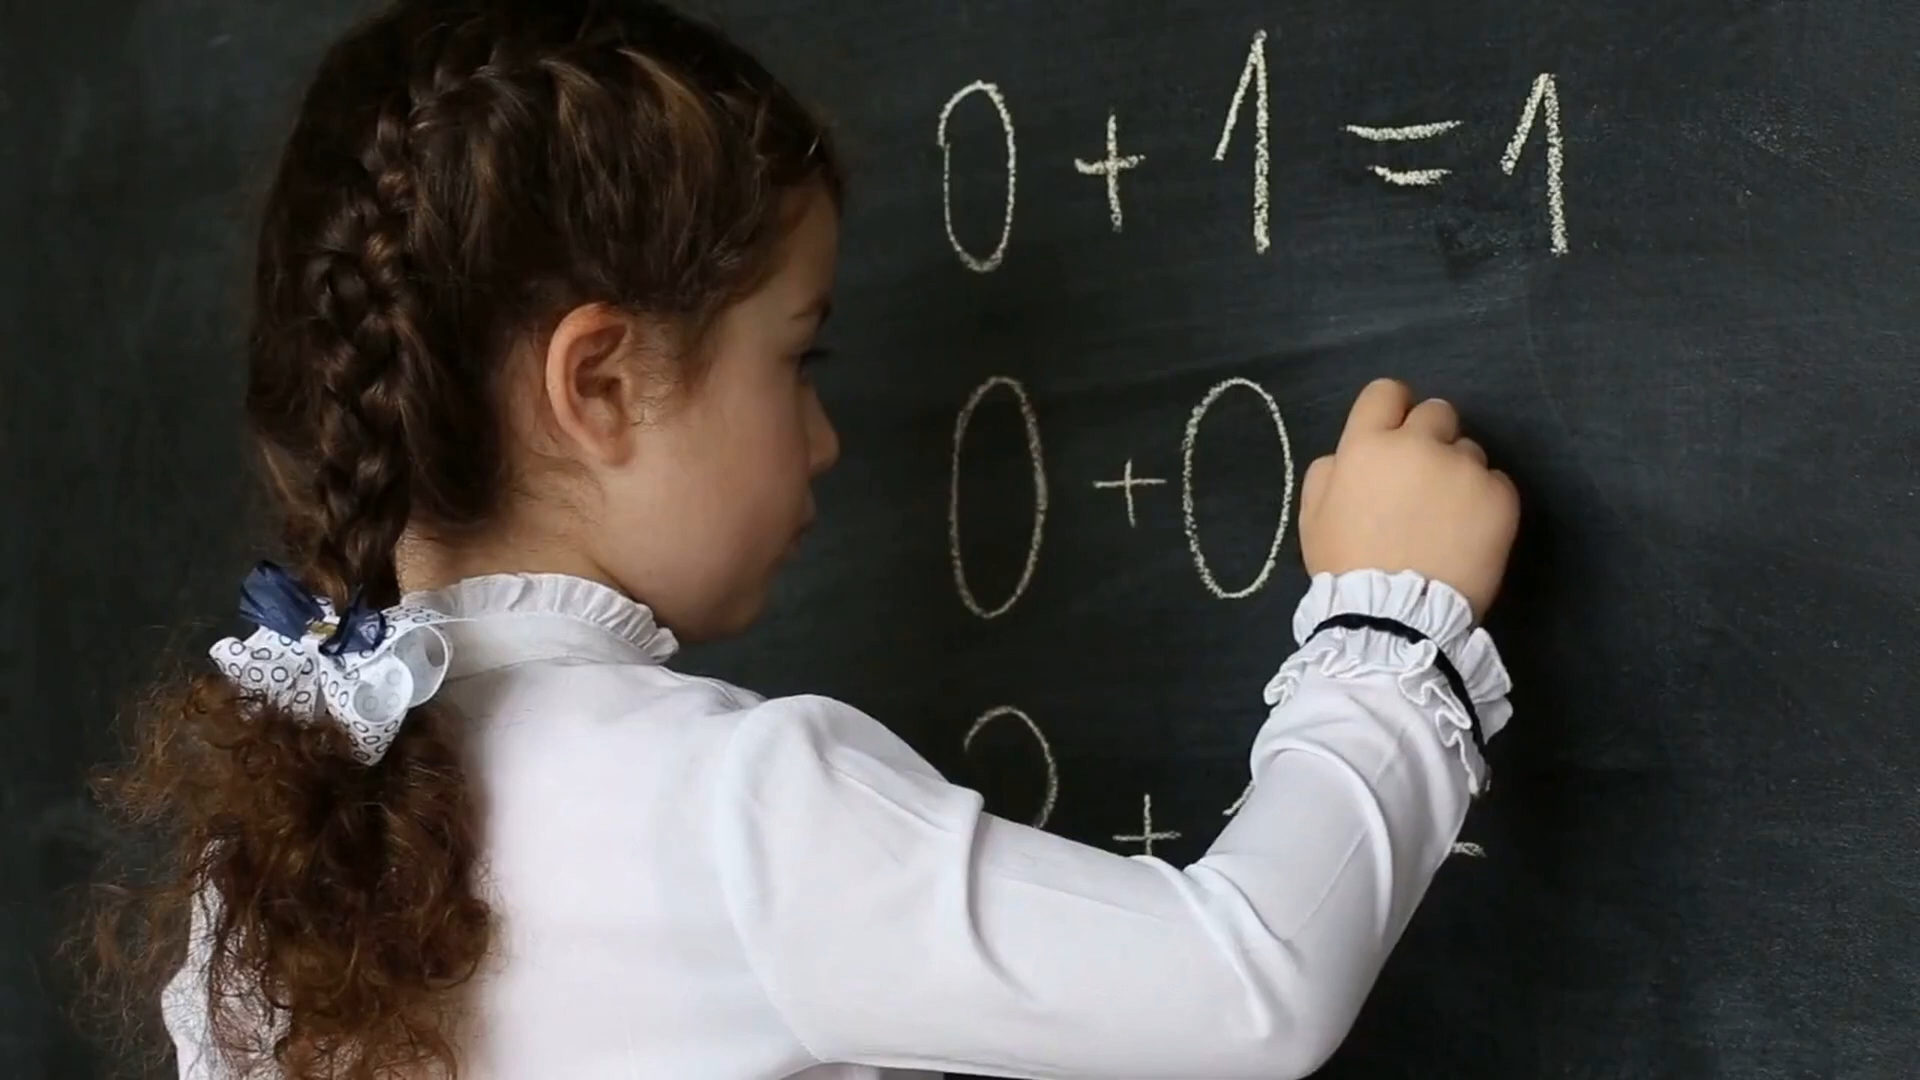 0 + 1 = 1
0 + 0
+